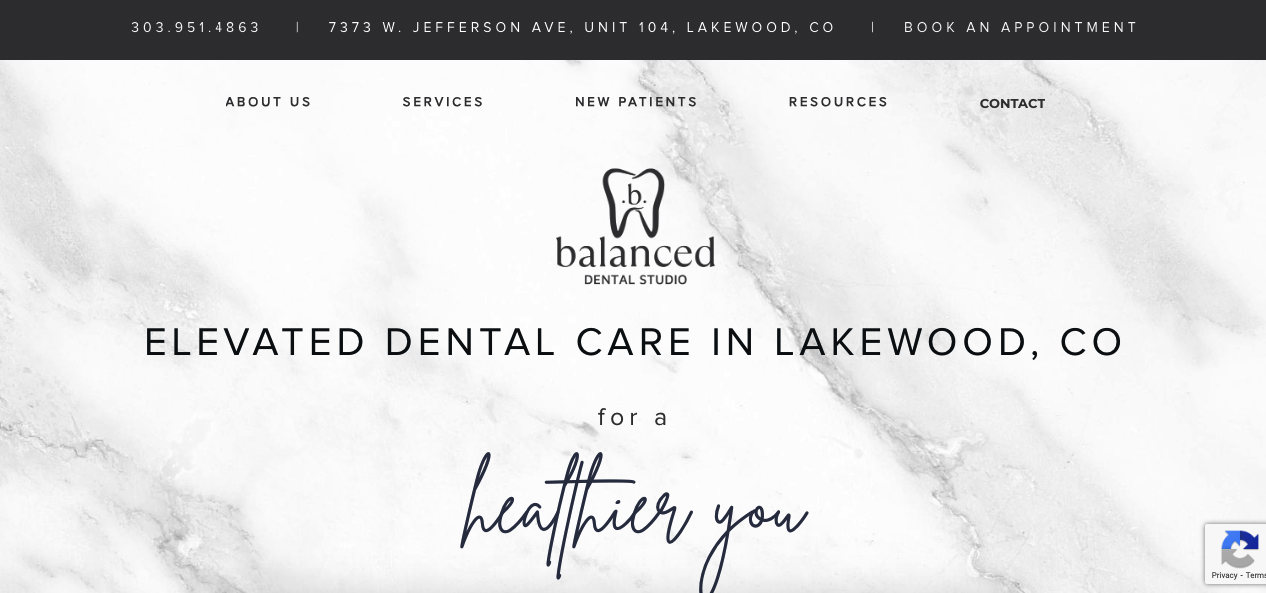 303.951.4863 | 7373 W. JEFFERSON AVE, UNIT 104, LAKEWOOD, CO | BOOK AN APPOINTMENT
ABOUT US SERVICES NEW PATIENTS RESOURCES CONTACT
.b.
balanced
DENTAL STUDIO
ELEVATED DENTAL CARE IN LAKEWOOD, CO
for a
healthier you
Privacy - Terms